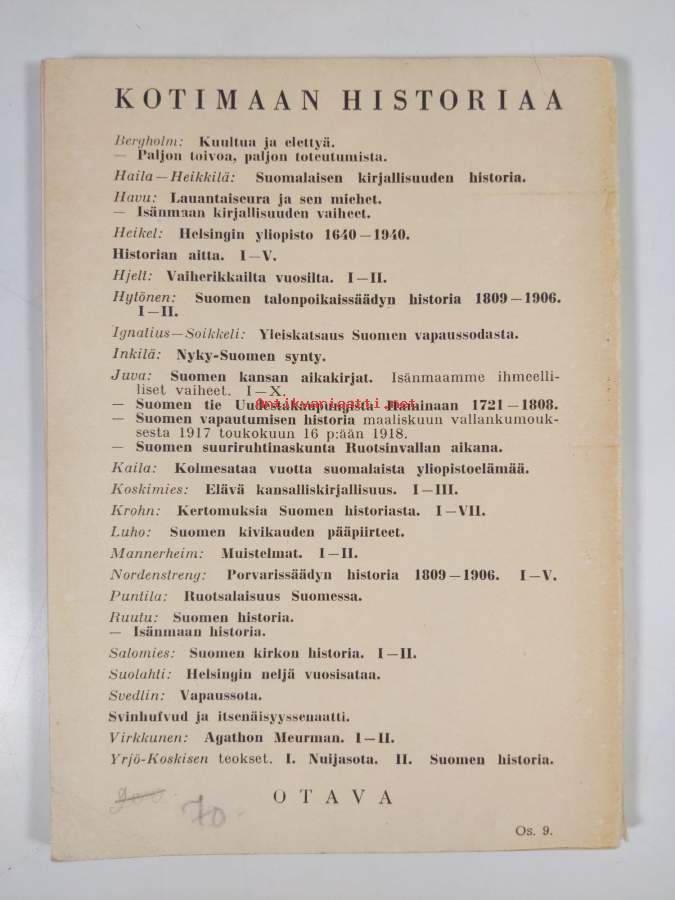 KOTIMAAN HISTORIAA
Bergholm: Kuultua ja elettyä.
— Paljon toivoa, paljon toteutumista.
Haila—Heikkilä: Suomalaisen kirjallisuuden historia.
Havu: Lauantaiseura ja sen miehet.
— Isänmaan kirjallisuuden vaiheet.
Heikel: Helsingin yliopisto 1640—1940.
Historian aitta. I—V.
Hjelt: Vaiherikkailta vuosilta. I—II.
Hytönen: Suomen talonpoikaissäädyn historia 1809—1906.
I—II.
Ignatius—Soikkeli: Yleiskatsaus Suomen vapaussodasta.
Inkilä: Nyky-Suomen synty.
Juva: Suomen kansan aikakirjat. Isänmaamme ihmeelli-
liset vaiheet. I—X.
Antikvariaatti.net
— Suomen tie Uudestakaupungista Haminaan 1721—1808.
— Suomen vapautumisen historia maaliskuun vallankumouk-
sesta 1917 toukokuun 16 p:ään 1918.
— Suomen suuriruhtinaskunta Ruotsinvallan aikana.
Kaila: Kolmesataa vuotta suomalaista yliopistoelämää.
Koskimies: Elävä kansalliskirjallisuus. I—III.
Krohn: Kertomuksia Suomen historiasta. I—VII.
Luho: Suomen kivikauden pääpiirteet.
Mannerheim: Muistelmat. I—II.
Nordenstreng: Porvarissäädyn historia 1809—1906. I—V.
Puntila: Ruotsalaisuus Suomessa.
Ruutu: Suomen historia.
— Isänmaan historia.
Salomies: Suomen kirkon historia. I—II.
Suolahti: Helsingin neljä vuosisataa.
Svedlin: Vapaussota.
Svinhufvud ja itsenäisyyssenaatti.
Virkkunen: Agathon Meurman. I—II.
Yrjö-Koskisen teokset. I. Nuijasota. II. Suomen historia.
70
OTAVA
Os. 9.